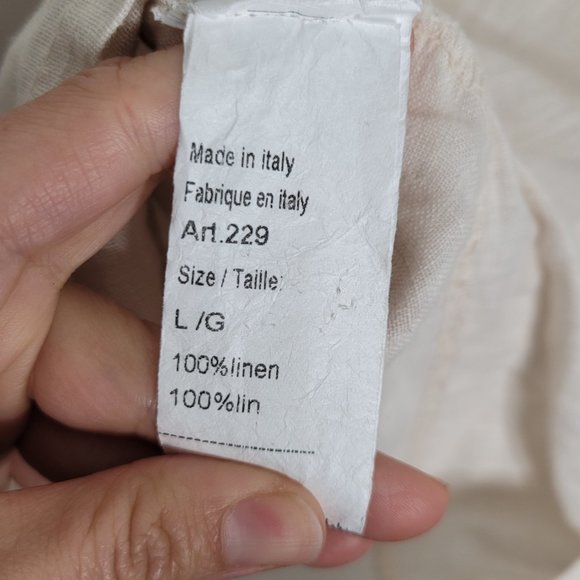 Made in italy
Fabrique en italy
Art.229
Size / Taille:
L /G
100%linen
100%lin